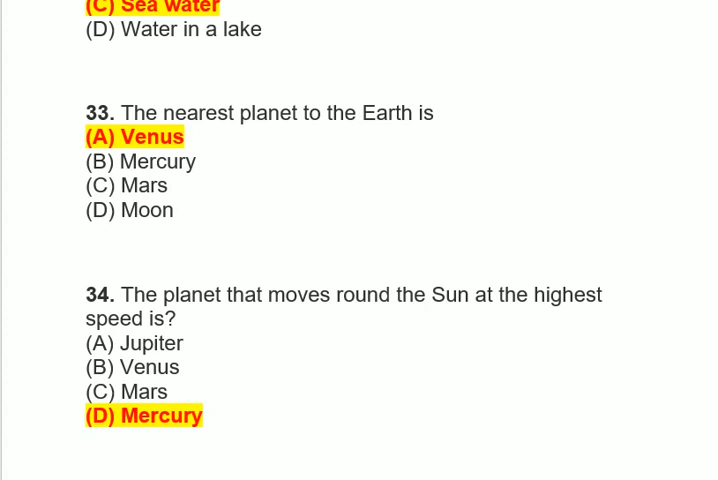 (C) Sea water
(D) Water in a lake
33. The nearest planet to the Earth is
(A) Venus
(B) Mercury
(C) Mars
(D) Moon
34. The planet that moves round the Sun at the highest
speed is?
(A) Jupiter
(B) Venus
(C) Mars
(D) Mercury